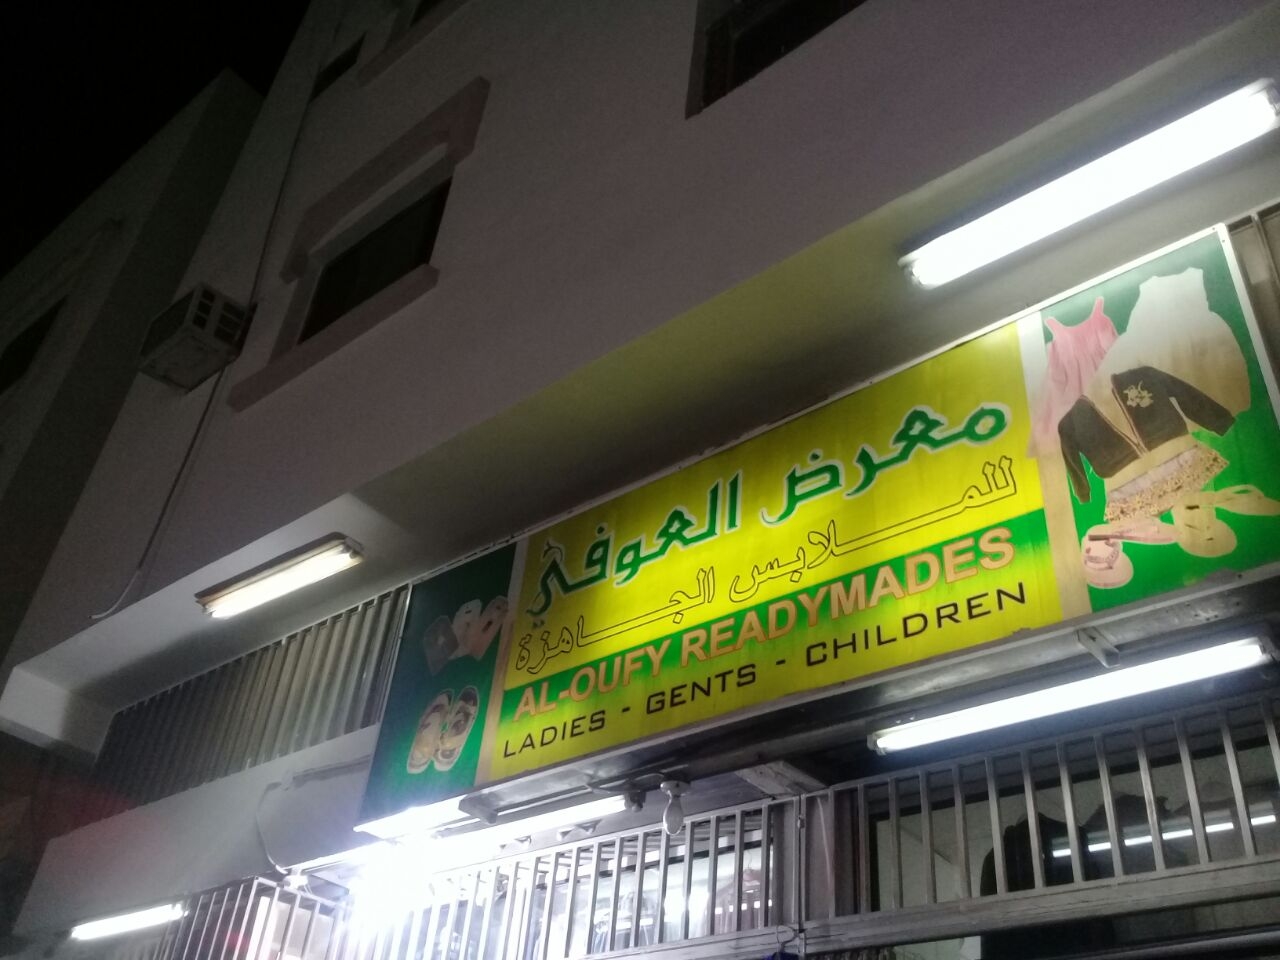 معرض العوفي
للملابس الجاهزة
AL-OUFY READYMADES
LADIES - GENTS - CHILDREN